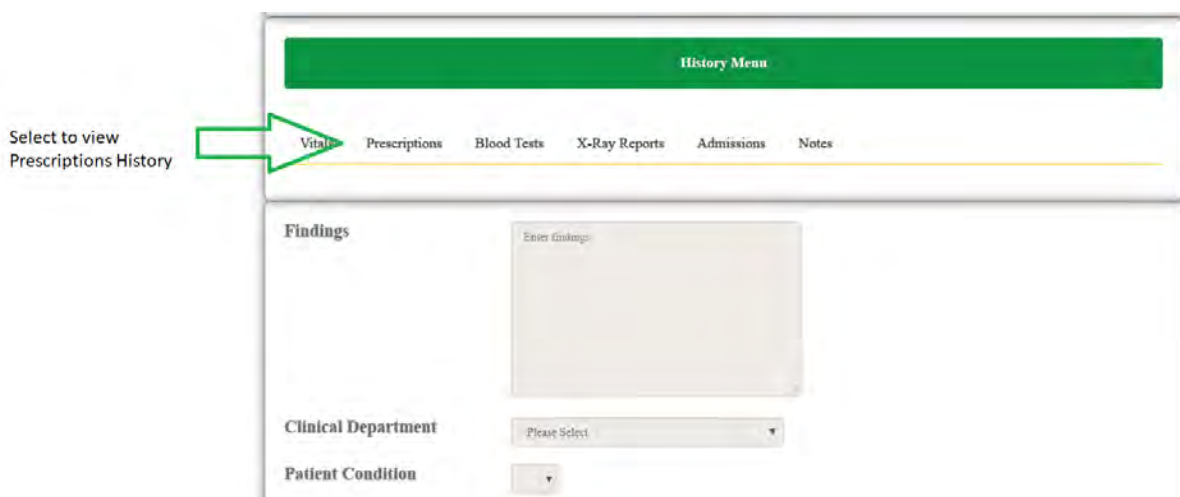 History Menu
Select to view
Prescriptions History
Vitals Prescriptions Blood Tests X-Ray Reports Admissions Notes
Findings
Enter findings
Clinical Department
Please Select
Patient Condition